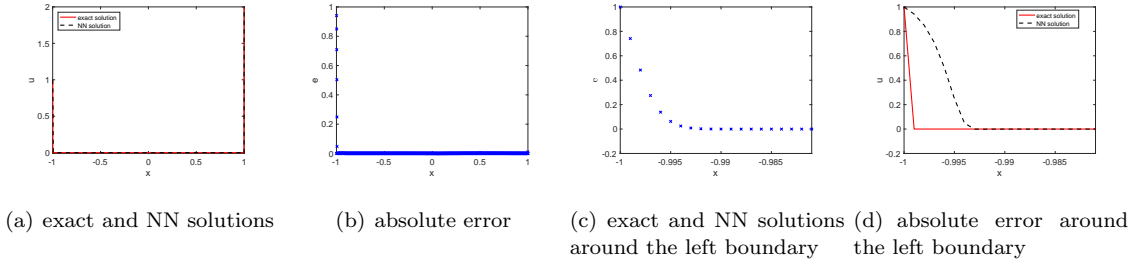 exact solution
NN solution
2
1.5
1
0.5
0
-1
-0.5
0
0.5
1
u
x
1
0.8
0.6
0.4
0.2
0
-1
-0.5
0
0.5
1
e
x
1
0.8
0.6
0.4
0.2
0
-0.2
-1
-0.995
-0.99
-0.985
x
exact solution
NN solution
1
0.8
0.6
0.4
0.2
0
-0.2
-1
-0.995
-0.99
-0.985
u
x
(a) exact and NN solutions
(b) absolute error
(c) exact and NN solutions
around the left boundary
(d) absolute error around
the left boundary